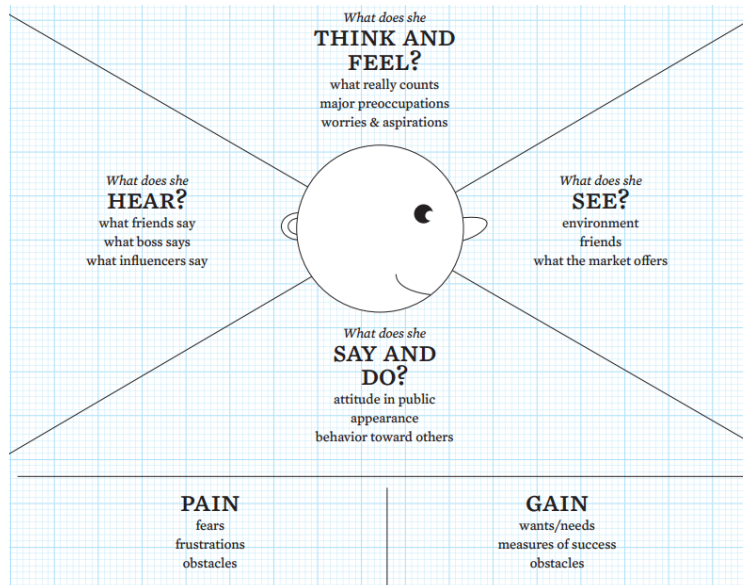 What does she
THINK AND
FEEL?
what really counts
major preoccupations
worries & aspirations
What does she
HEAR?
what friends say
what boss says
what influencers say
What does she
SEE?
environment
friends
what the market offers
What does she
SAY AND
DO?
attitude in public
appearance
behavior toward others
PAIN
fears
frustrations
obstacles
GAIN
wants/needs
measures of success
obstacles